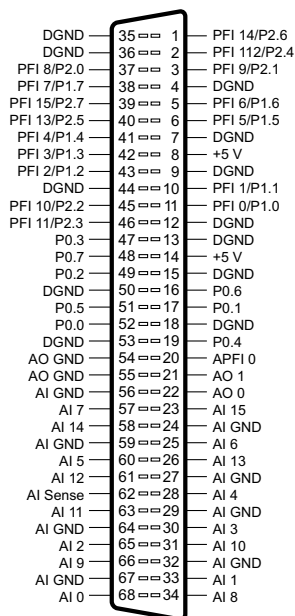 DGND 35 1 PFI 14/P2.6
DGND 36 2 PFI 112/P2.4
PFI 8/P2.0 37 3 PFI 9/P2.1
PFI 7/P1.7 38 4 DGND
PFI 15/P2.7 39 5 PFI 6/P1.6
PFI 13/P2.5 40 6 PFI 5/P1.5
PFI 4/P1.4 41 7 DGND
PFI 3/P1.3 42 8 +5 V
PFI 2/P1.2 43 9 DGND
DGND 44 10 PFI 1/P1.1
PFI 10/P2.2 45 11 PFI 0/P1.0
PFI 11/P2.3 46 12 DGND
P0.3 47 13 DGND
P0.7 48 14 +5 V
P0.2 49 15 DGND
DGND 50 16 P0.6
P0.5 51 17 P0.1
P0.0 52 18 DGND
DGND 53 19 P0.4
AO GND 54 20 APFI 0
AO GND 55 21 AO 1
AI GND 56 22 AO 0
AI 7 57 23 AI 15
AI 14 58 24 AI GND
AI GND 59 25 AI 6
AI 5 60 26 AI 13
AI 12 61 27 AI GND
AI Sense 62 28 AI 4
AI 11 63 29 AI GND
AI GND 64 30 AI 3
AI 2 65 31 AI 10
AI 9 66 32 AI GND
AI GND 67 33 AI 1
AI 0 68 34 AI 8